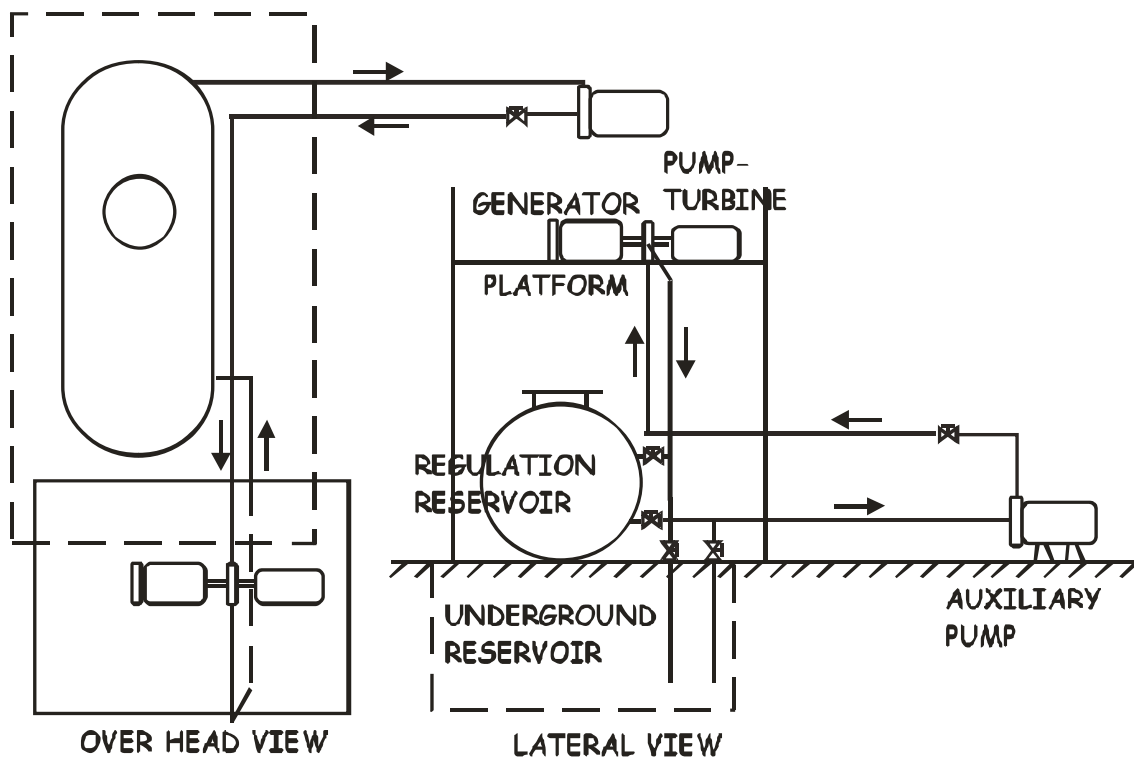 PUMP-
TURBINE
GENERATOR
PLATFORM
REGULATION
RESERVOIR
UNDERGROUND
RESERVOIR
AUXILIARY
PUMP
OVER HEAD VIEW
LATERAL VIEW